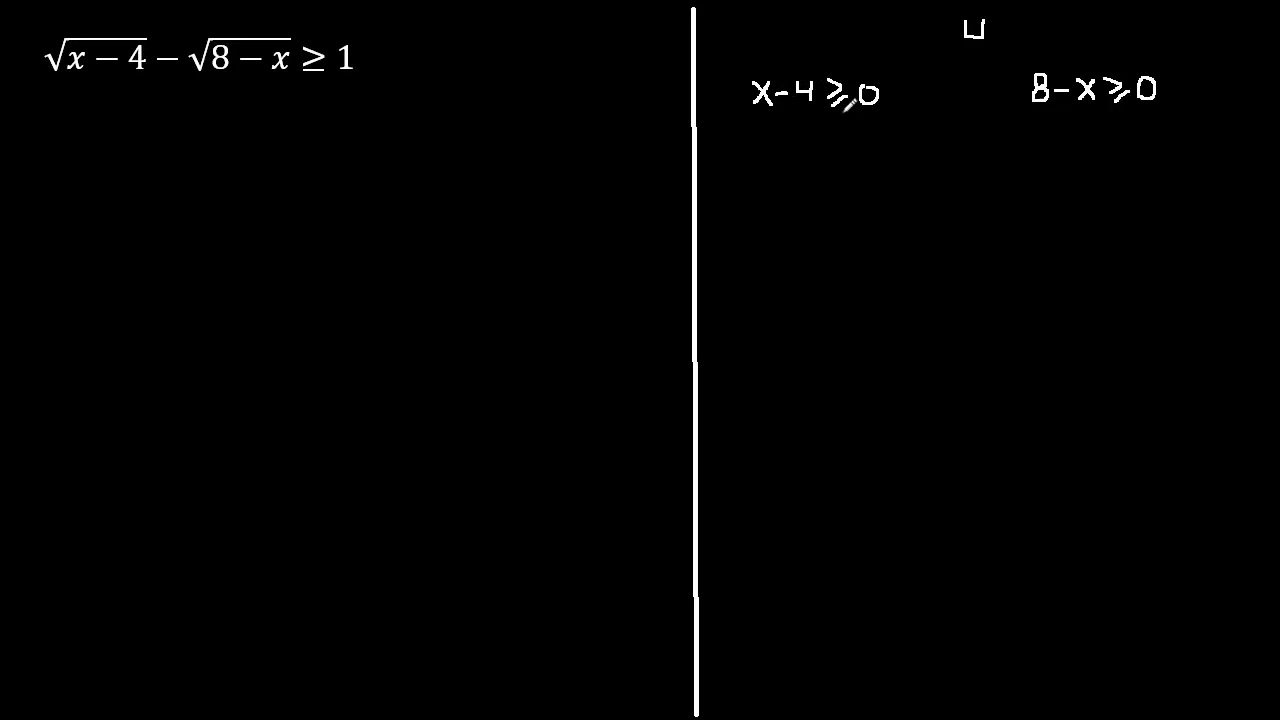 √x − 4 − √8 − x ≥ 1
x - 4 ⩾ 0
8 - x ⩾ 0